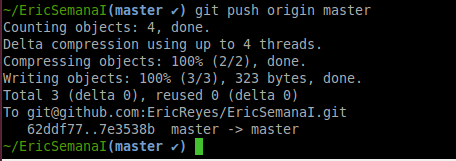 ~/EricSemanaI(master ✔) git push origin master
Counting objects: 4, done.
Delta compression using up to 4 threads.
Compressing objects: 100% (2/2), done.
Writing objects: 100% (3/3), 323 bytes, done.
Total 3 (delta 0), reused 0 (delta 0)
To git@github.com:EricReyes/EricSemanaI.git
   62ddf77..7e3538b  master -> master
~/EricSemanaI(master ✔)